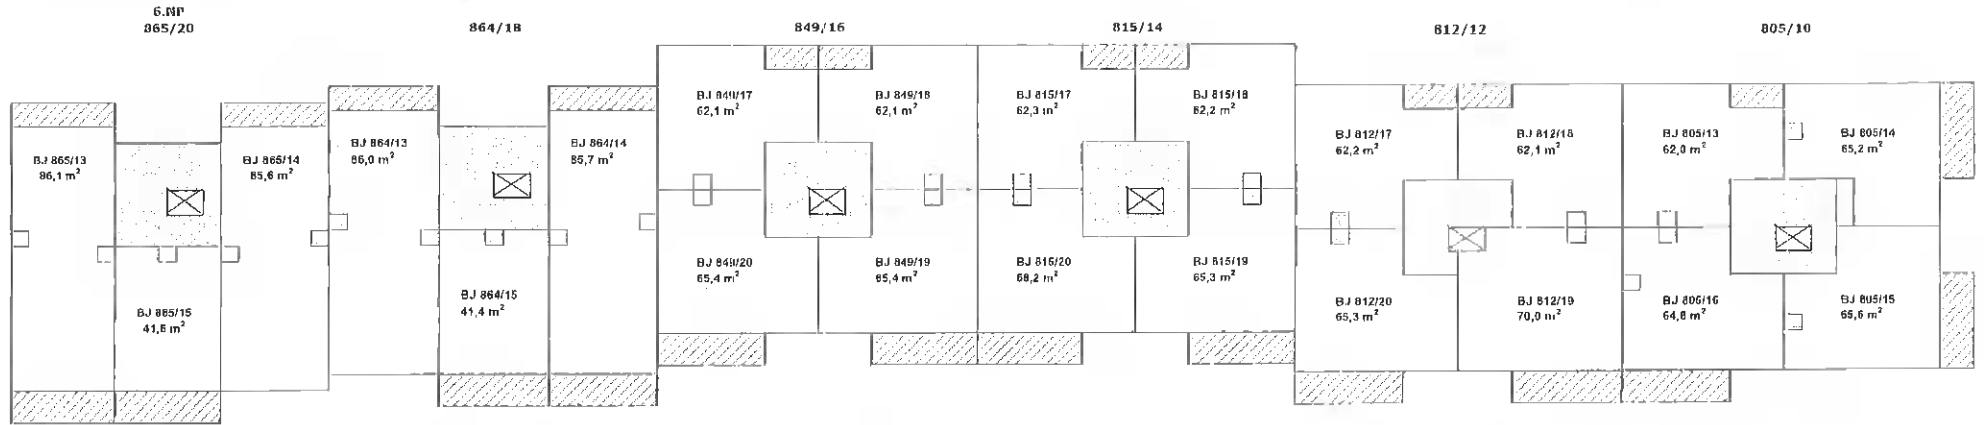 6.NP
865/20
864/18
849/16
815/14
812/12
805/10
BJ 865/13
86,1 m²
BJ 865/14
85,6 m²
BJ 865/15
41,6 m²
BJ 864/13
86,0 m²
BJ 864/14
85,7 m²
BJ 864/15
41,4 m²
BJ 849/17
62,1 m²
BJ 849/18
62,1 m²
BJ 849/20
65,4 m²
BJ 849/19
65,4 m²
BJ 815/17
62,3 m²
BJ 815/18
62,2 m²
BJ 815/20
68,2 m²
BJ 815/19
65,3 m²
BJ 812/17
62,2 m²
BJ 812/18
62,1 m²
BJ 812/20
65,3 m²
BJ 812/19
70,0 m²
BJ 805/13
62,0 m²
BJ 805/14
65,2 m²
BJ 805/16
64,8 m²
BJ 805/15
65,6 m²